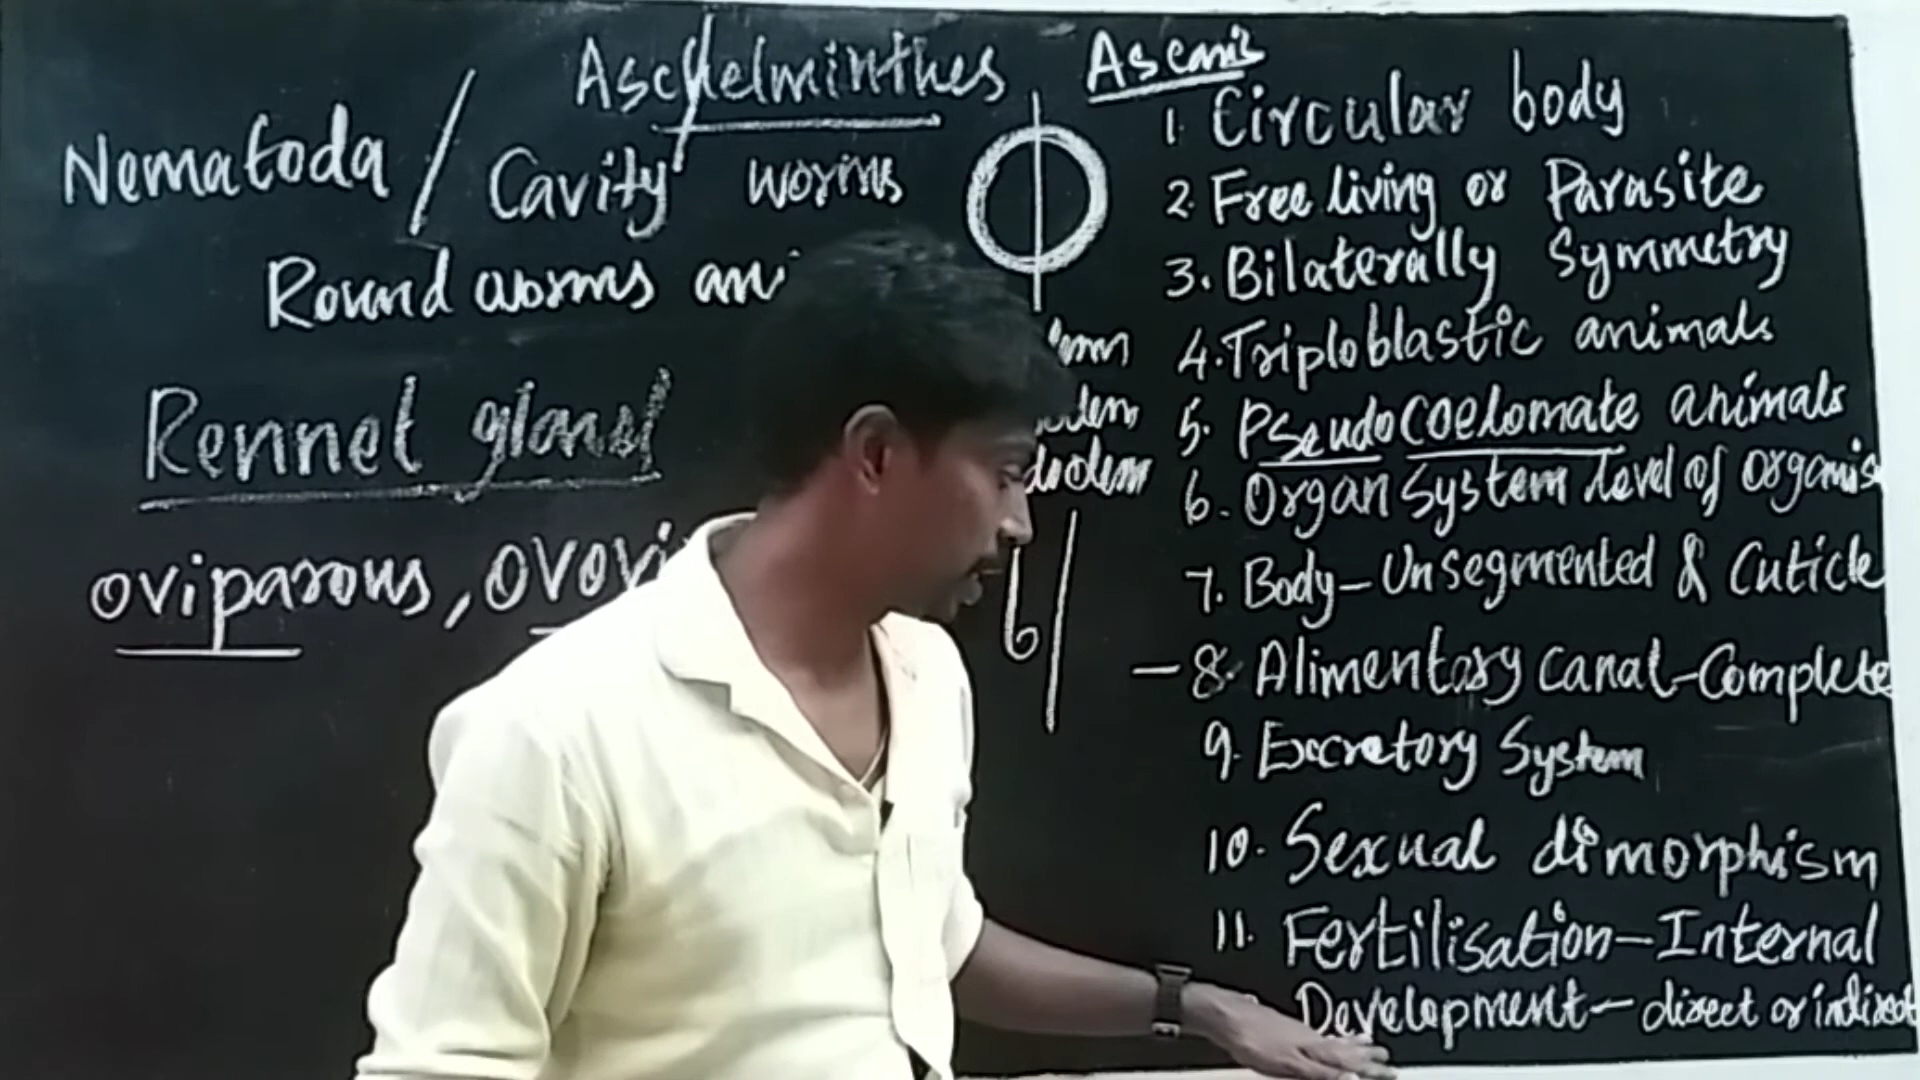 Aschelminthes
Nematoda / Cavity worms
Round worms ani
Rennet gland
oviparous, ovovi
Ascaris
1. Circular body
2. Free living or Parasite
3. Bilaterally Symmetry
4. Triploblastic animals
5. Pseudocoelomate animals
6. Organ System level of organis
7. Body - Unsegmented & Cuticle
8. Alimentary Canal - Complete
9. Excretory System
10. Sexual dimorphism
11. Fertilisation - Internal
Development - direct or indirect